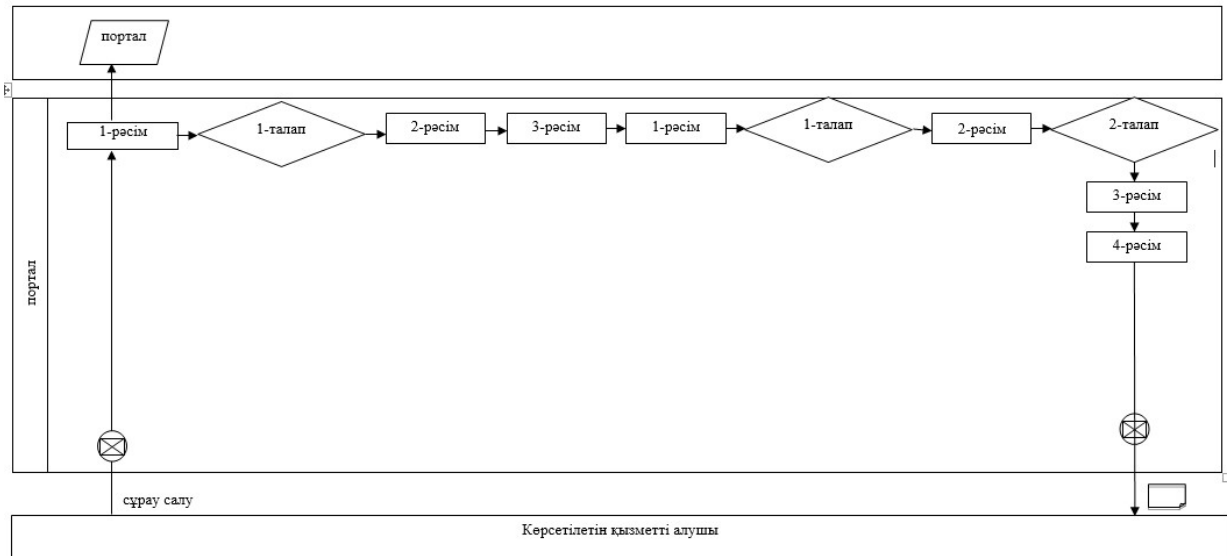 портал
1-рәсім
1-талап
2-рәсім
3-рәсім
1-рәсім
1-талап
2-рәсім
2-талап
3-рәсім
4-рәсім
портал
сұрау салу
Көрсетілетін қызметті алушы